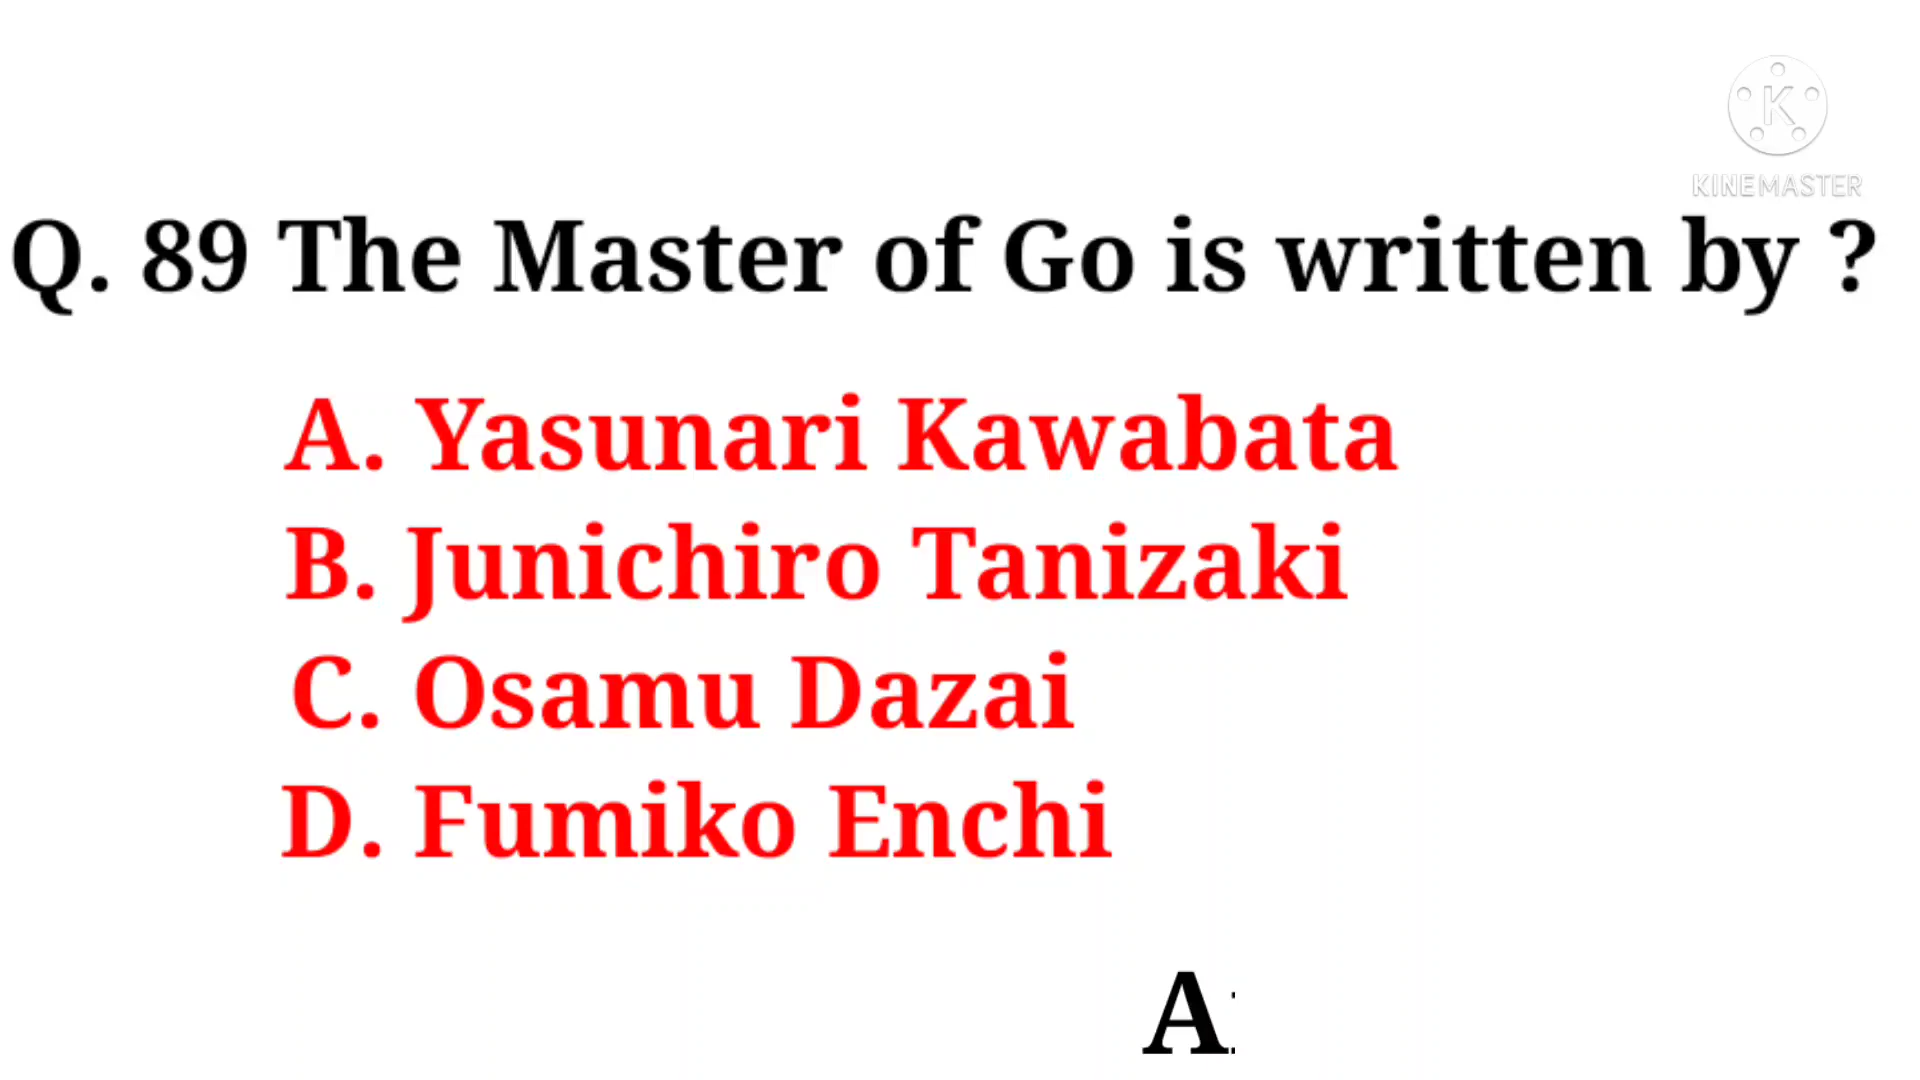 K
KINEMASTER
Q. 89 The Master of Go is written by ?
A. Yasunari Kawabata
B. Junichiro Tanizaki
C. Osamu Dazai
D. Fumiko Enchi
A